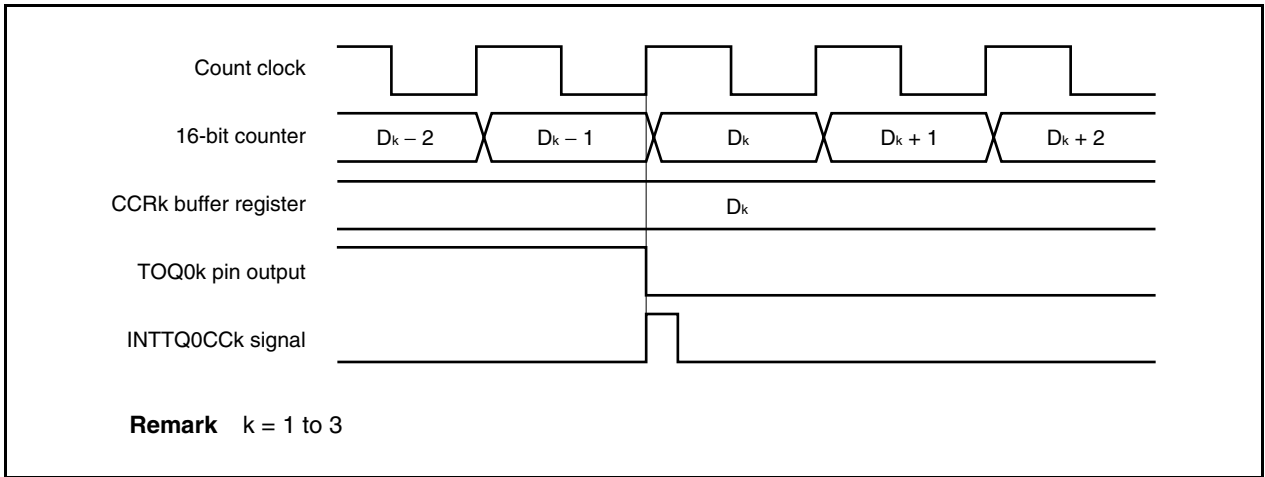 Count clock
16-bit counter
Dk – 2 Dk – 1 Dk Dk + 1 Dk + 2
CCRk buffer register
Dk
TOQ0k pin output
INTTQ0CCk signal
Remark k = 1 to 3